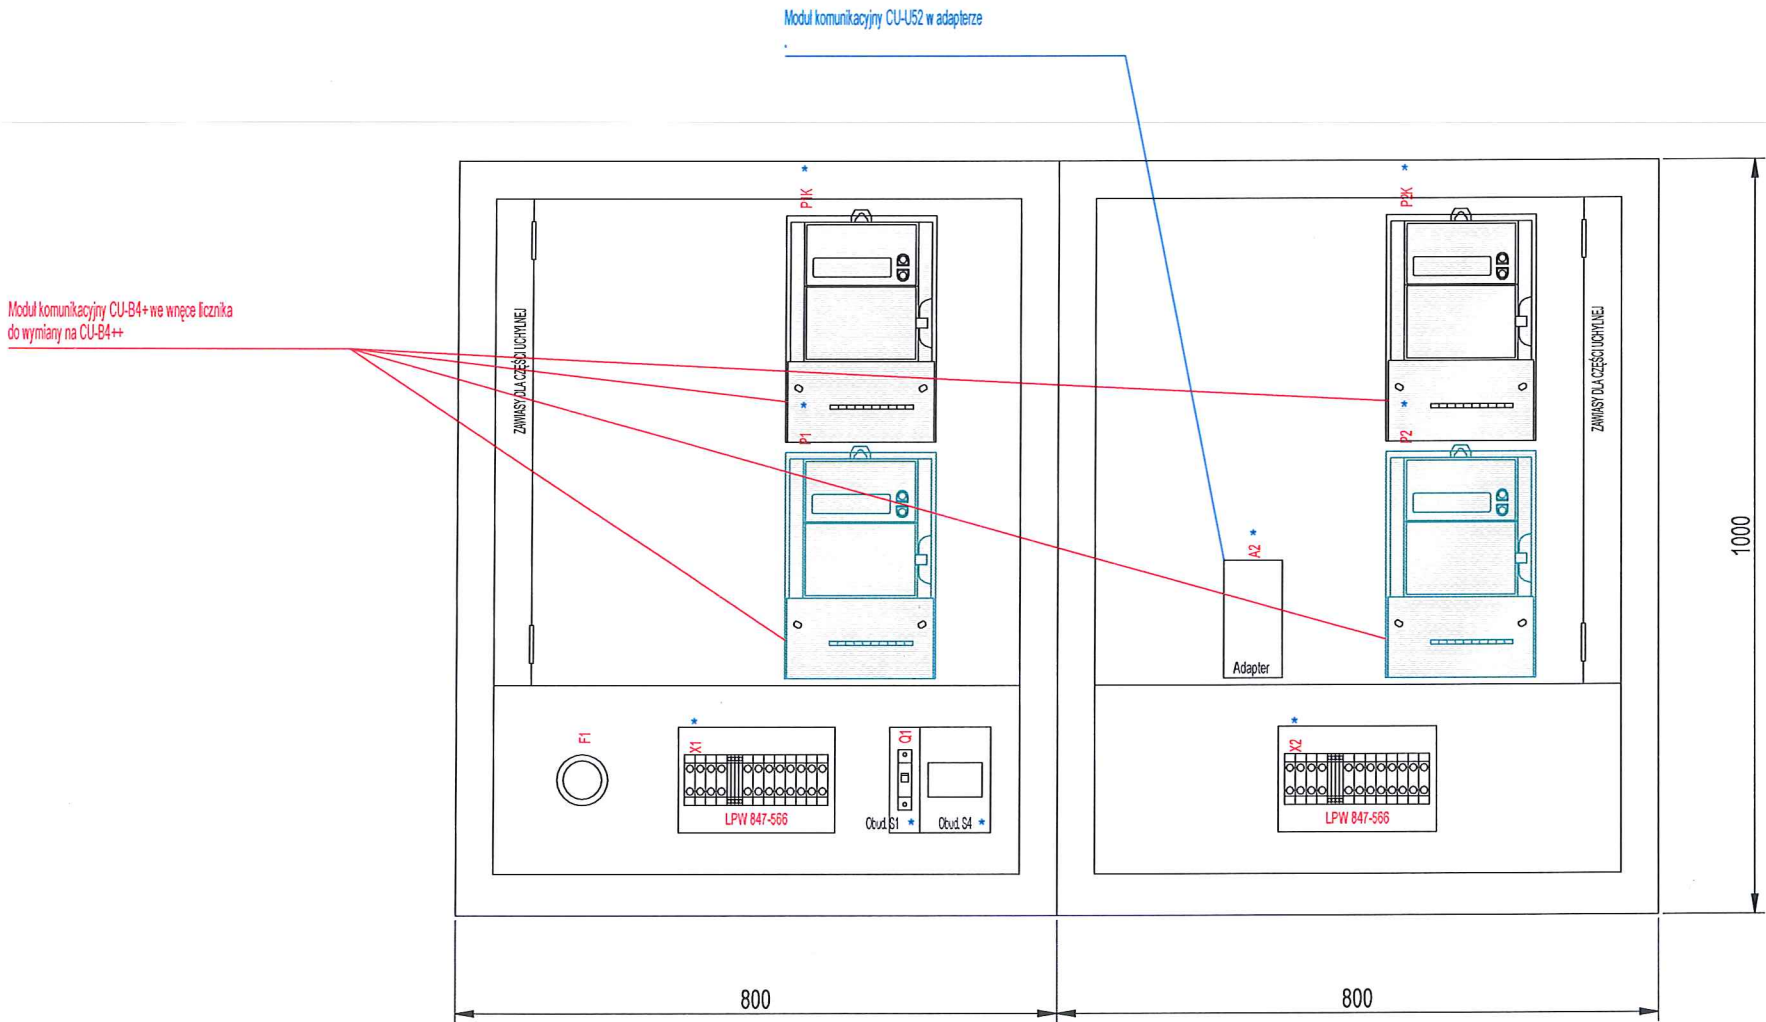 Moduł komunikacyjny CU-U52 w adapterze
*
*
*
P1K
P2K
Moduł komunikacyjny CU-B4+ we wnęce licznika
do wymiany na CU-B4++
ZAWIASY DLA CZĘŚCI UCHYLNEJ
ZAWIASY DLA CZĘŚCI UCHYLNEJ
*
*
P1
P2
1000
*
A2
Adapter
*
*
F1
X1
Q1
X2
LPW 847-566
LPW 847-566
Obud. S1 *
Obud. S4 *
800
800